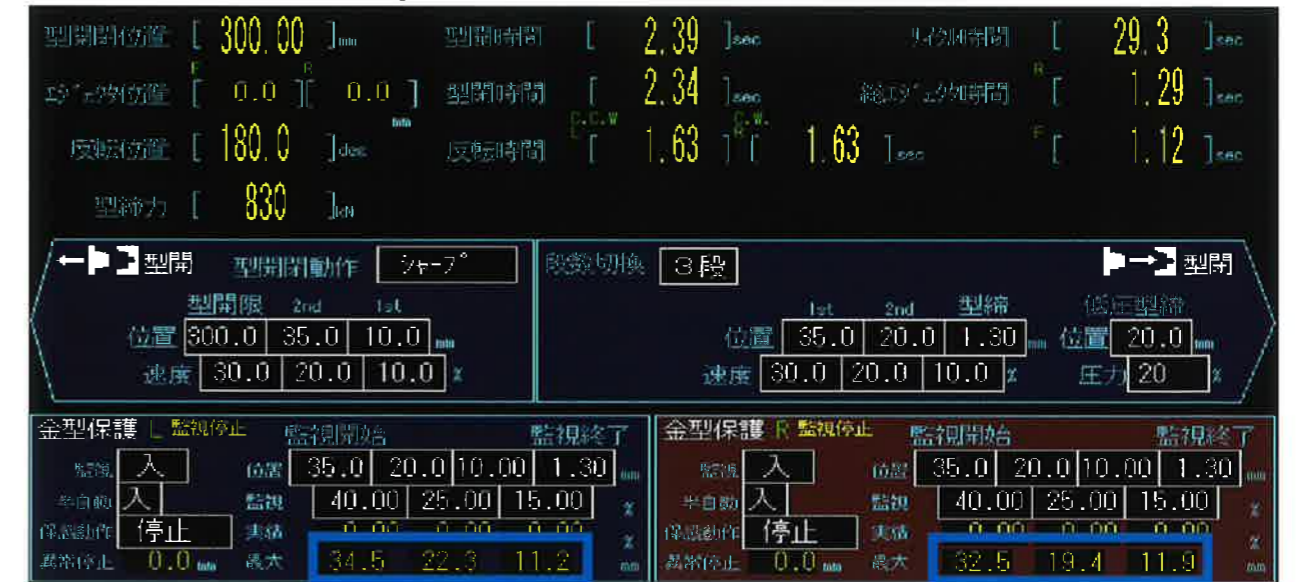 型開閉位置 [ 300.00 ] mm 型開時間 [ 2.39 ] sec サイクル時間 [ 29.3 ] sec
エジェクタ位置 [ F 0.0 ][ R 0.0 ] mm 型閉時間 [ 2.34 ] sec 総エジェクタ時間 R [ 1.29 ] sec
反転位置 [ 180.0 ] deg 反転時間 C.C.W L [ 1.63 ] C.W. R [ 1.63 ] sec F [ 1.12 ] sec
型締力 [ 830 ] kN
←型開 型開閉動作 シャープ
型開限 2nd 1st
位置 300.0 35.0 10.0 mm
速度 30.0 20.0 10.0 %
段数切換 3段 →型閉
1st 2nd 型締 低圧型締
位置 35.0 20.0 1.30 mm 位置 20.0 mm
速度 30.0 20.0 10.0 % 圧力 20 %
金型保護 L 監視停止 監視開始 監視終了
監視 入 位置 35.0 20.0 10.00 1.30 mm
半自動 入 監視 40.00 25.00 15.00 %
保護動作 停止 実績 0.00 0.00 0.00 %
異常停止 0.0 mm 最大 34.5 22.3 11.2 mm
金型保護 R 監視停止 監視開始 監視終了
監視 入 位置 35.0 20.0 10.00 1.30 mm
半自動 入 監視 40.00 25.00 15.00 %
保護動作 停止 実績 0.00 0.00 0.00 %
異常停止 0.0 mm 最大 32.5 19.4 11.9 mm